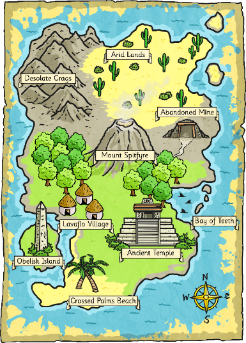 Arid Lands
Desolate Crags
Abandoned Mine
Mount Spitfyre
Lavaflo Village
Bay of Teeth
Ancient Temple
Obelisk Island
N
W E
S
Crossed Palms Beach